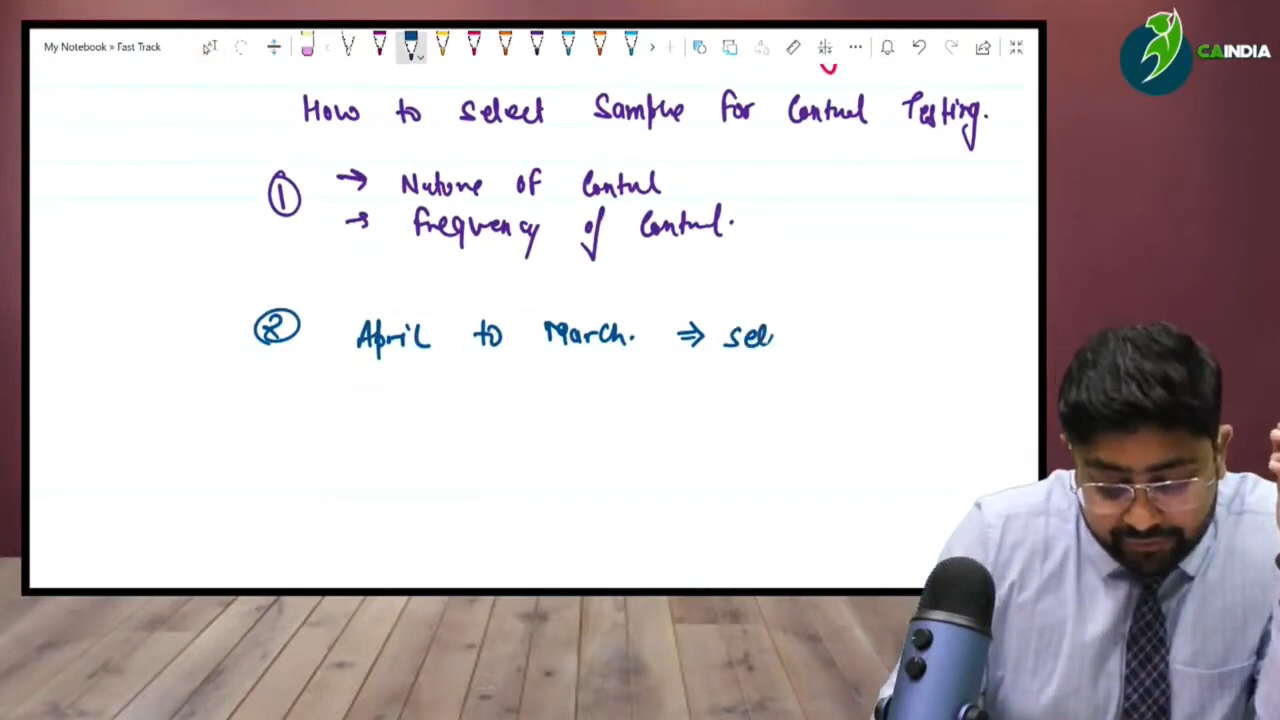 My Notebook » Fast Track
CAINDIA
How to select Sample for Control Testing.
① → Nature of Control
→ frequency of Control.
② April to March. ⇒ sel